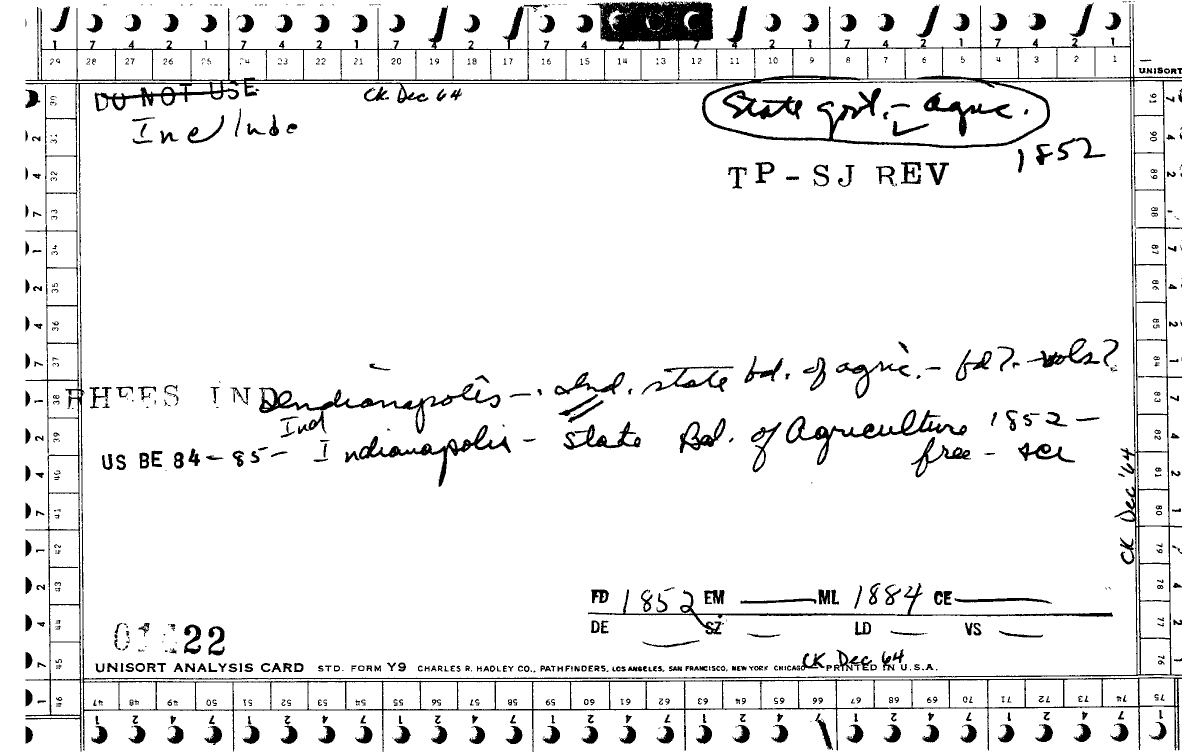 7 4 2 1 7 4 2 1 7 4 2 1 7 4 2 1 7 4 2 1 7 4 2 1 7 4 2 1
29 28 27 26 25 24 23 22 21 20 19 18 17 16 15 14 13 12 11 10 9 8 7 6 5 4 3 2 1
UNISORT
DO NOT USE
CK. Dec 64
State govt. - agric.
Include
1852
TP - SJ REV
RHEES IND Indianapolis - Ind. state bd. of agric. - fd?. - vols?
Ind
US BE 84-85- Indianapolis - State Bd. of Agriculture 1852 -
free - scı
CK Dec '64
FD 1852 EM ML 1884 CE
DE SZ LD VS
22
CK Dec 64
UNISORT ANALYSIS CARD STD. FORM Y9 CHARLES R. HADLEY CO., PATHFINDERS, LOS ANGELES, SAN FRANCISCO, NEW YORK CHICAGO - PRINTED IN U.S.A.
30 31 32 33 34 35 36 37 38 39 40 41 42 43 44 45 46
91 90 89 88 87 86 85 84 83 82 81 80 79 78 77 76 75
47 48 49 50 51 52 53 54 55 56 57 58 59 60 61 62 63 64 65 66 67 68 69 70 71 72 73 74